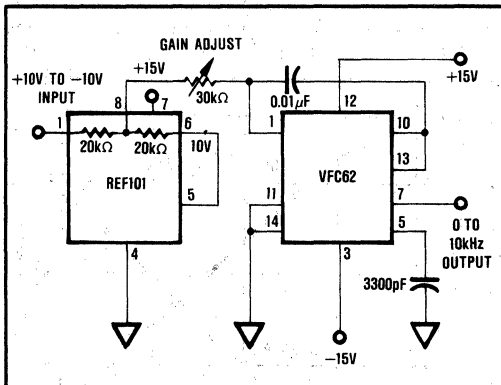 GAIN ADJUST
+10V TO −10V
INPUT
+15V
30kΩ
0.01µF
+15V
8
7
12
1
6
1
10
20kΩ
20kΩ
10V
13
REF101
VFC62
5
11
7
14
5
0 TO
10kHz
OUTPUT
4
3
3300pF
−15V